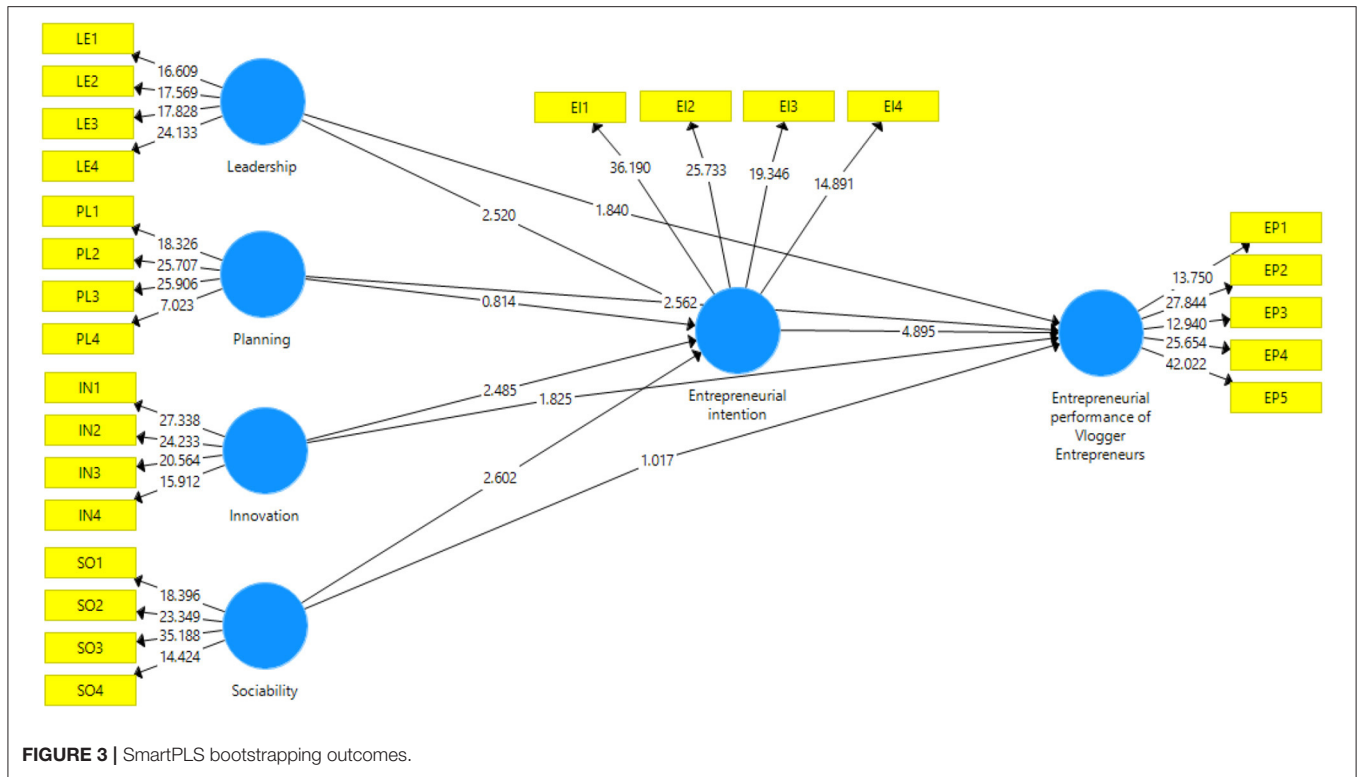 LE1
16.609
LE2
17.569
LE3
17.828
LE4
24.133
Leadership
PL1
18.326
PL2
25.707
PL3
25.906
PL4
7.023
Planning
IN1
27.338
IN2
24.233
IN3
20.564
IN4
15.912
Innovation
SO1
18.396
SO2
23.349
SO3
35.188
SO4
14.424
Sociability
EI1
EI2
EI3
EI4
36.190
25.733
19.346
14.891
1.840
2.520
2.562
0.814
4.895
2.485
1.825
2.602
1.017
Entrepreneurial
intention
EP1
13.750
EP2
27.844
EP3
12.940
EP4
25.654
EP5
42.022
Entrepreneurial
performance of
Vlogger
Entrepreneurs
FIGURE 3 | SmartPLS bootstrapping outcomes.